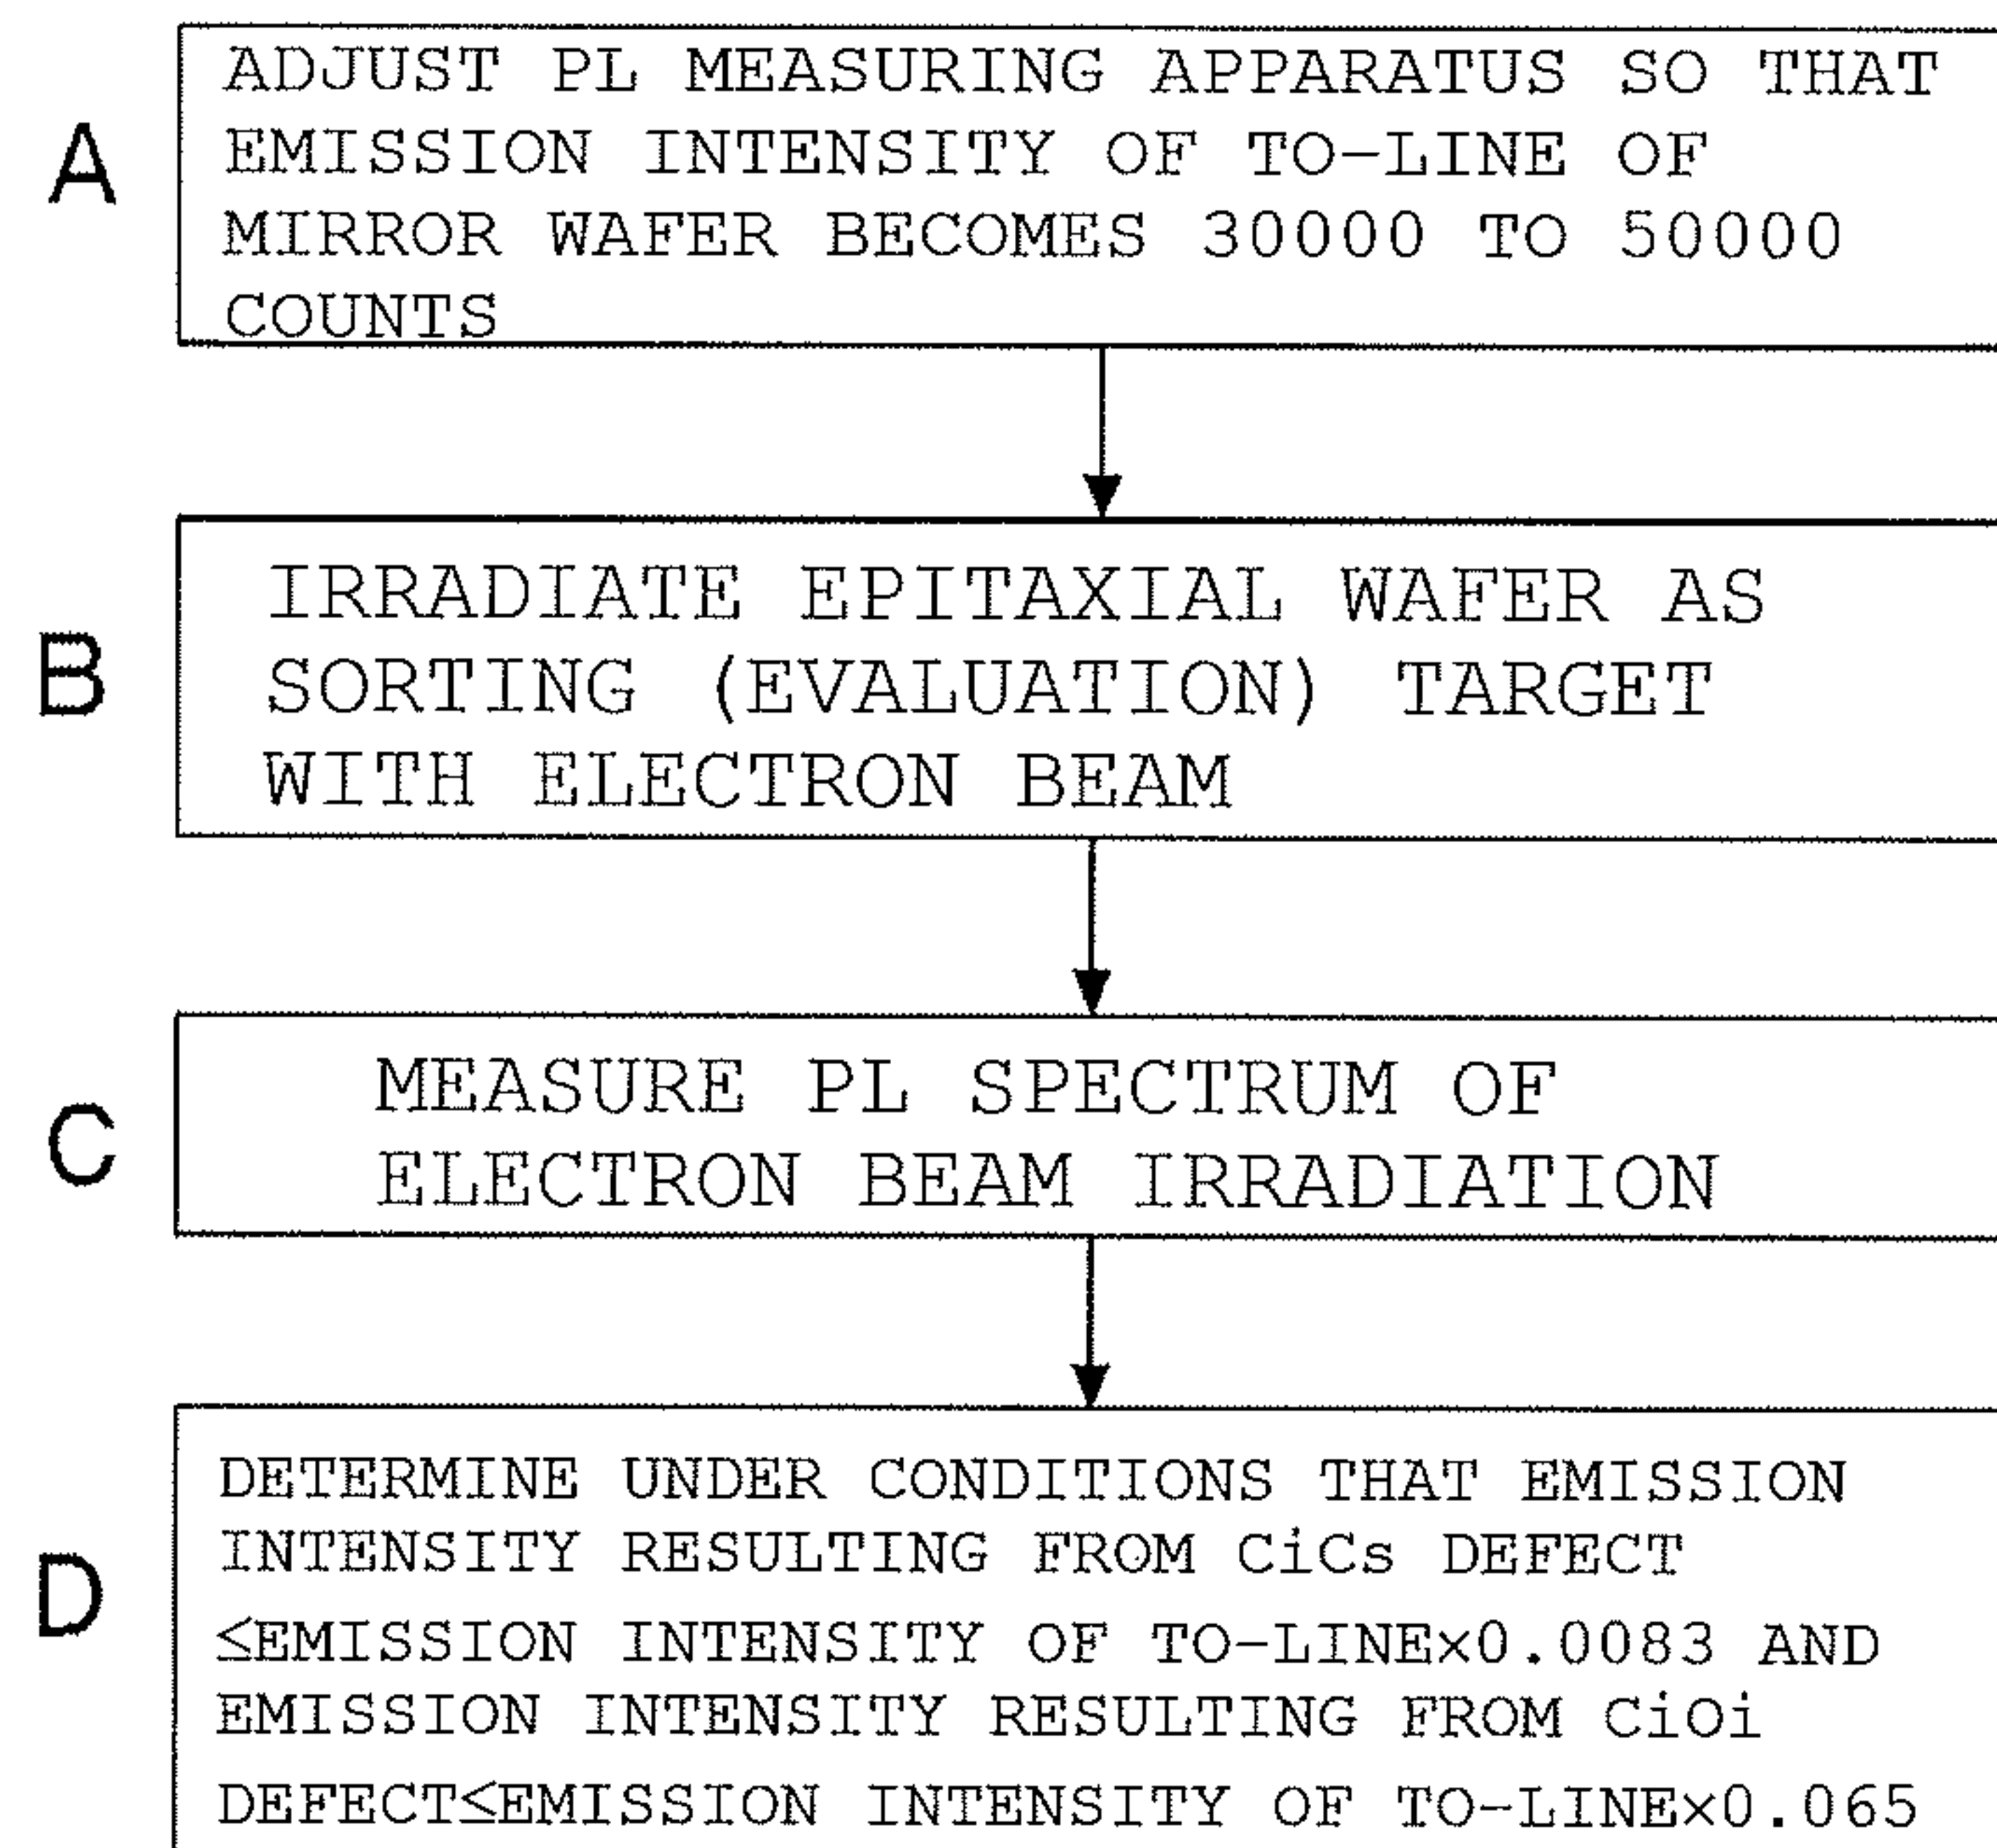 A
ADJUST PL MEASURING APPARATUS SO THAT
EMISSION INTENSITY OF TO-LINE OF
MIRROR WAFER BECOMES 30000 TO 50000
COUNTS
B
IRRADIATE EPITAXIAL WAFER AS
SORTING (EVALUATION) TARGET
WITH ELECTRON BEAM
C
MEASURE PL SPECTRUM OF
ELECTRON BEAM IRRADIATION
D
DETERMINE UNDER CONDITIONS THAT EMISSION
INTENSITY RESULTING FROM CiCs DEFECT
≤EMISSION INTENSITY OF TO-LINE×0.0083 AND
EMISSION INTENSITY RESULTING FROM CiOi
DEFECT≤EMISSION INTENSITY OF TO-LINE×0.065